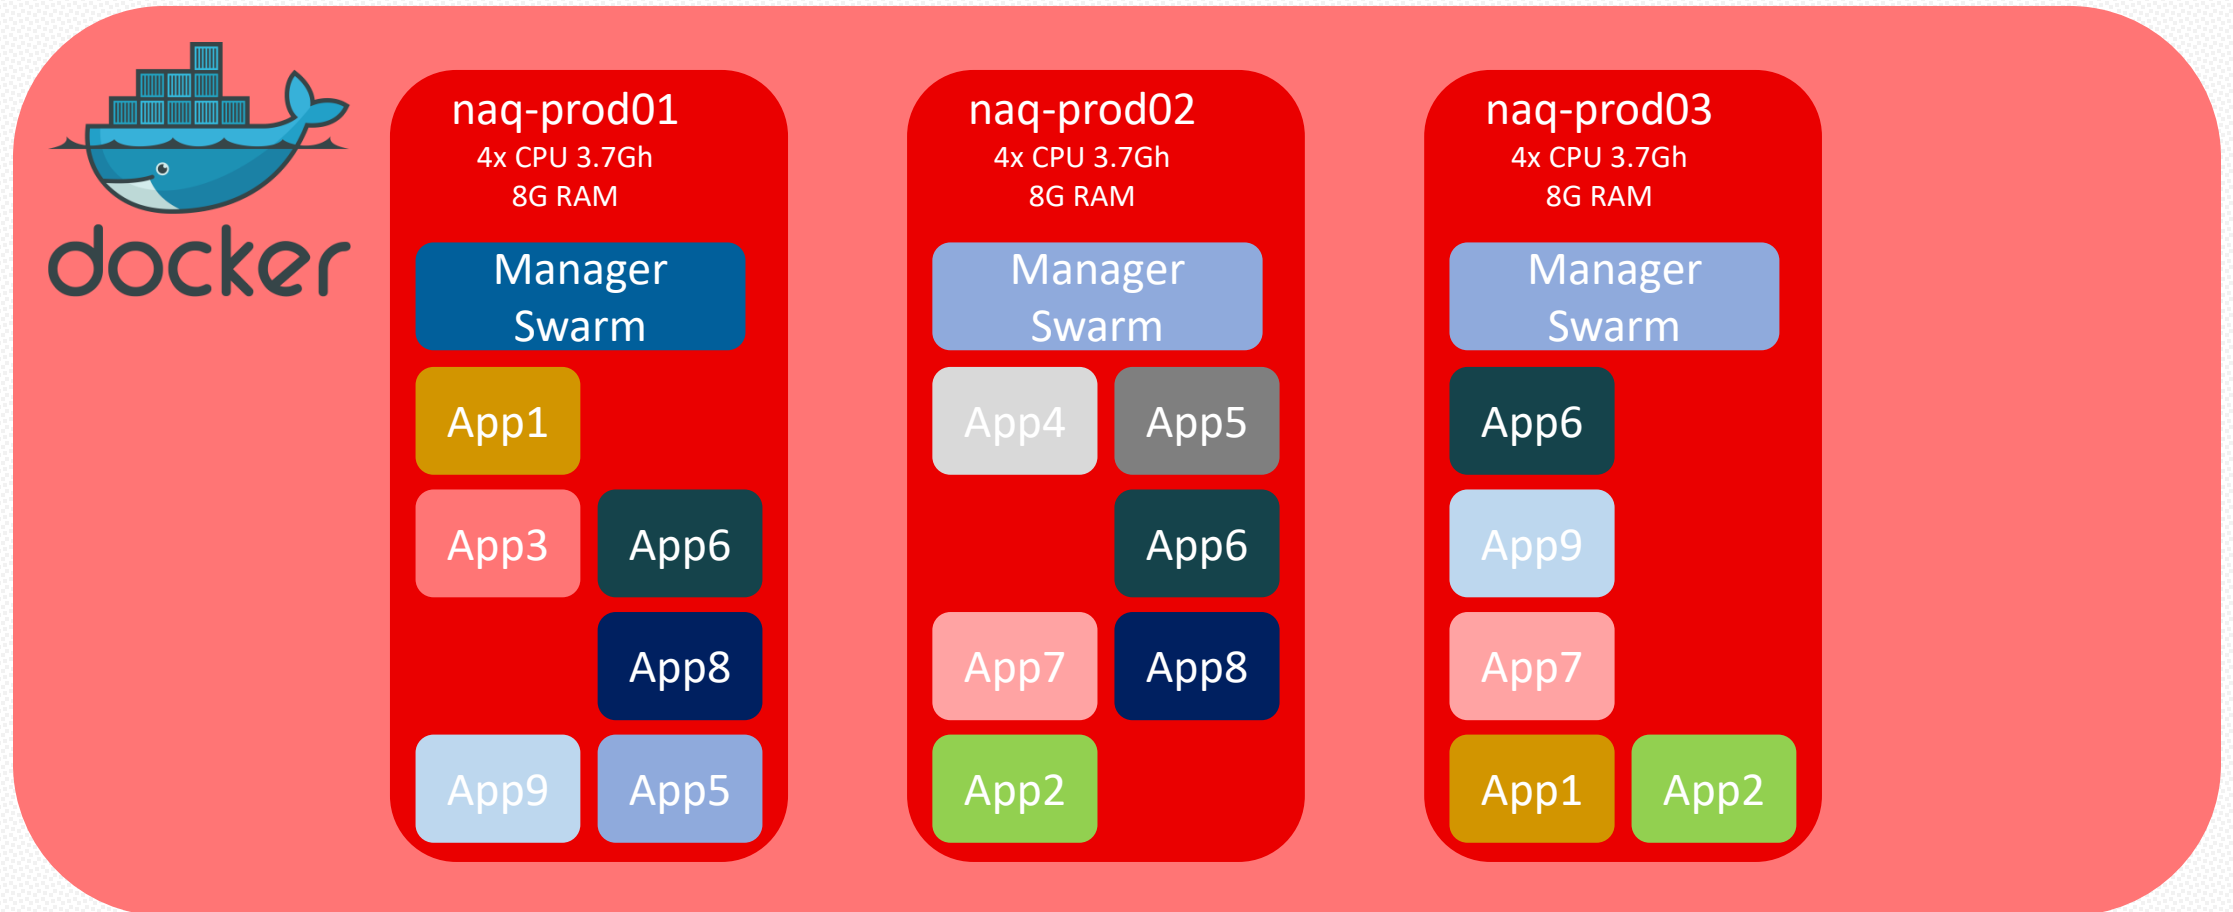 docker
naq-prod01
4x CPU 3.7Gh
8G RAM
Manager
Swarm
App1
App3 App6
App8
App9 App5
naq-prod02
4x CPU 3.7Gh
8G RAM
Manager
Swarm
App4 App5
App6
App7 App8
App2
naq-prod03
4x CPU 3.7Gh
8G RAM
Manager
Swarm
App6
App9
App7
App1 App2